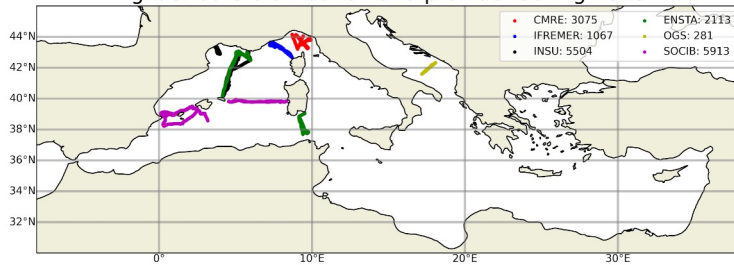 CMRE: 3075
IFREMER: 1067
INSU: 5504
ENSTA: 2113
OGS: 281
SOCIB: 5913
44°N
42°N
40°N
38°N
36°N
34°N
32°N
0°
10°E
20°E
30°E